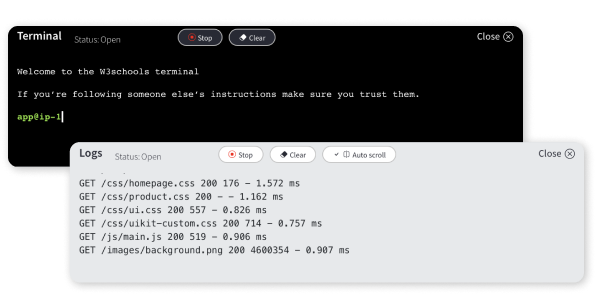 Terminal Status: Open Stop Clear Close
Welcome to the W3schools terminal
If you're following someone else's instructions make sure you trust them.
app@ip-1
Logs Status: Open Stop Clear Auto scroll Close
GET /css/homepage.css 200 176 - 1.572 ms
GET /css/product.css 200 - - 1.162 ms
GET /css/ui.css 200 557 - 0.826 ms
GET /css/uikit-custom.css 200 714 - 0.757 ms
GET /js/main.js 200 519 - 0.906 ms
GET /images/background.png 200 4600354 - 0.907 ms